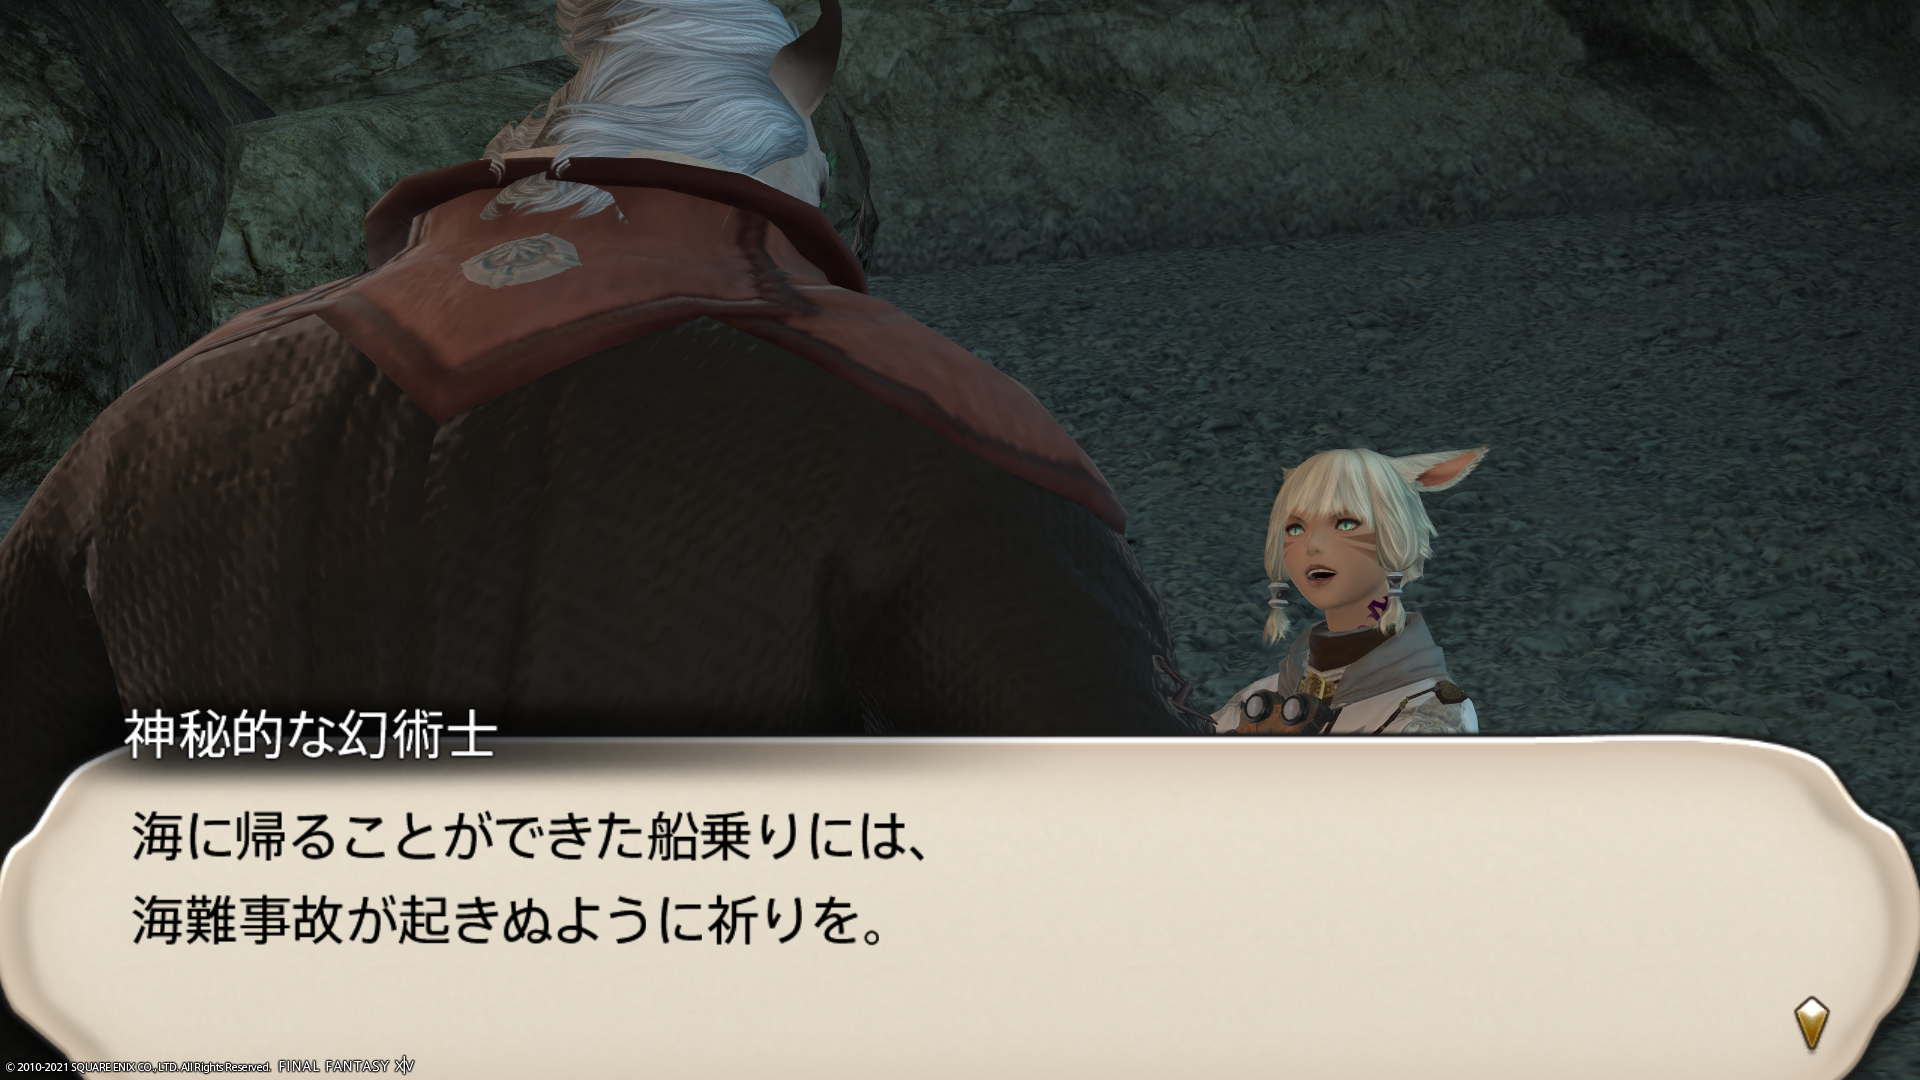 神秘的な幻術士
海に帰ることができた船乗りには、
海難事故が起きぬように祈りを。
© 2010-2021 SQUARE ENIX CO., LTD. All Rights Reserved. FINAL FANTASY XIV